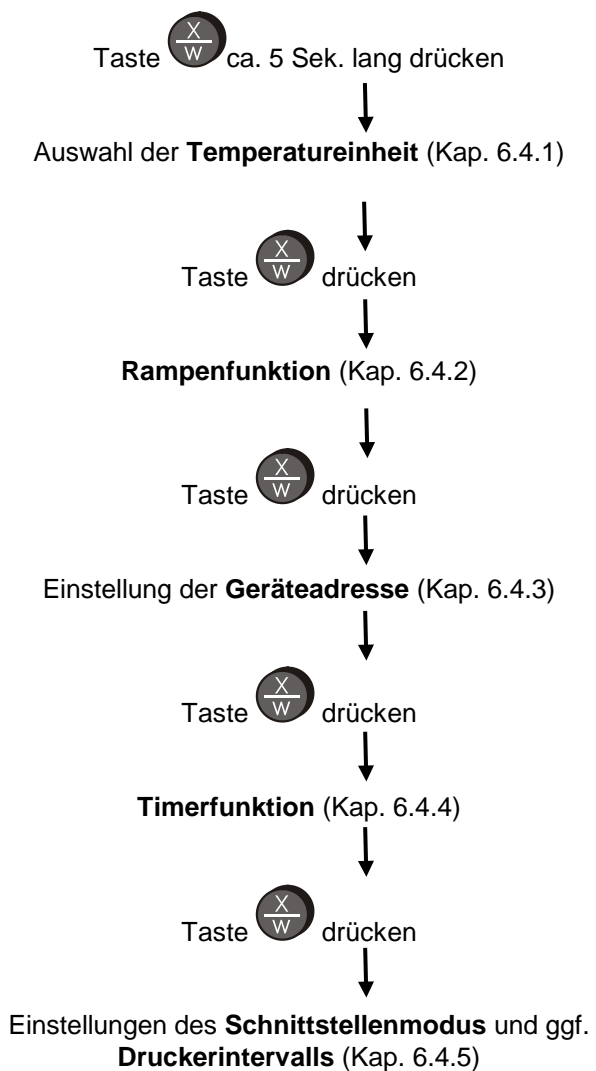 Taste X/W ca. 5 Sek. lang drücken
Auswahl der Temperatureinheit (Kap. 6.4.1)
Taste X/W drücken
Rampenfunktion (Kap. 6.4.2)
Taste X/W drücken
Einstellung der Geräteadresse (Kap. 6.4.3)
Taste X/W drücken
Timerfunktion (Kap. 6.4.4)
Taste X/W drücken
Einstellungen des Schnittstellenmodus und ggf.
Druckerintervalls (Kap. 6.4.5)